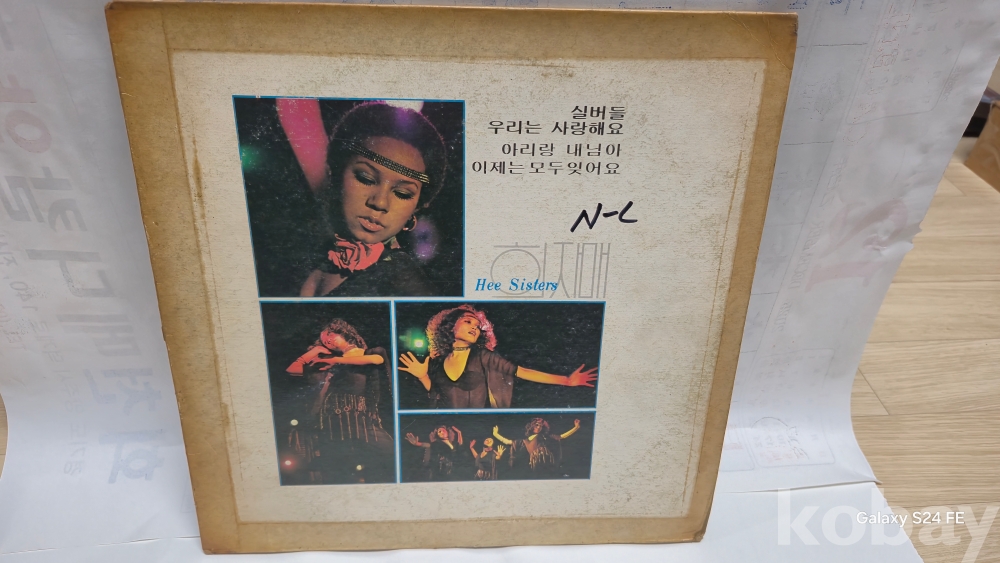 실버들
우리는 사랑해요
아리랑 내님아
이제는 모두 잊어요
N-L
희자매
Hee Sisters
Galaxy S24 FE
kobay